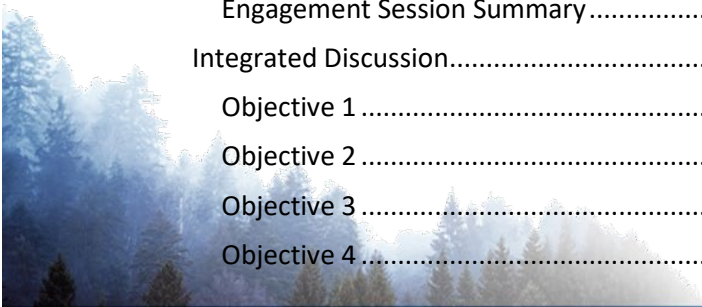 Engagement Session Summary................
Integrated Discussion...................................
Objective 1 ...............................................
Objective 2 ...............................................
Objective 3 ...............................................
Objective 4 ...............................................